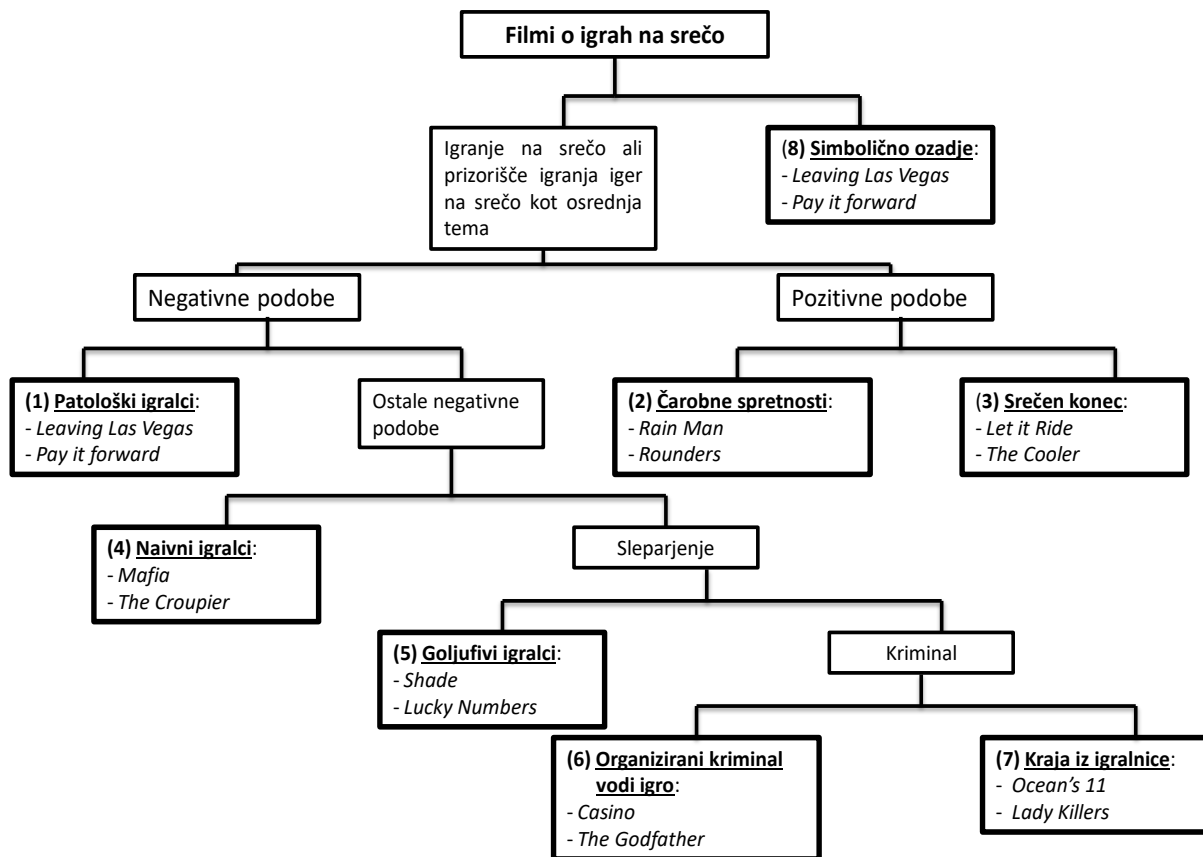 Filmi o igrah na srečo
Igranje na srečo ali
prizorišče igranja iger
na srečo kot osrednja
tema
(8) Simbolično ozadje:
- Leaving Las Vegas
- Pay it forward
Negativne podobe
Pozitivne podobe
(1) Patološki igralci:
- Leaving Las Vegas
- Pay it forward
Ostale negativne
podobe
(2) Čarobne spretnosti:
- Rain Man
- Rounders
(3) Srečen konec:
- Let it Ride
- The Cooler
(4) Naivni igralci:
- Mafia
- The Croupier
Sleparjenje
(5) Goljufivi igralci:
- Shade
- Lucky Numbers
Kriminal
(6) Organizirani kriminal
vodi igro:
- Casino
- The Godfather
(7) Kraja iz igralnice:
- Ocean’s 11
- Lady Killers